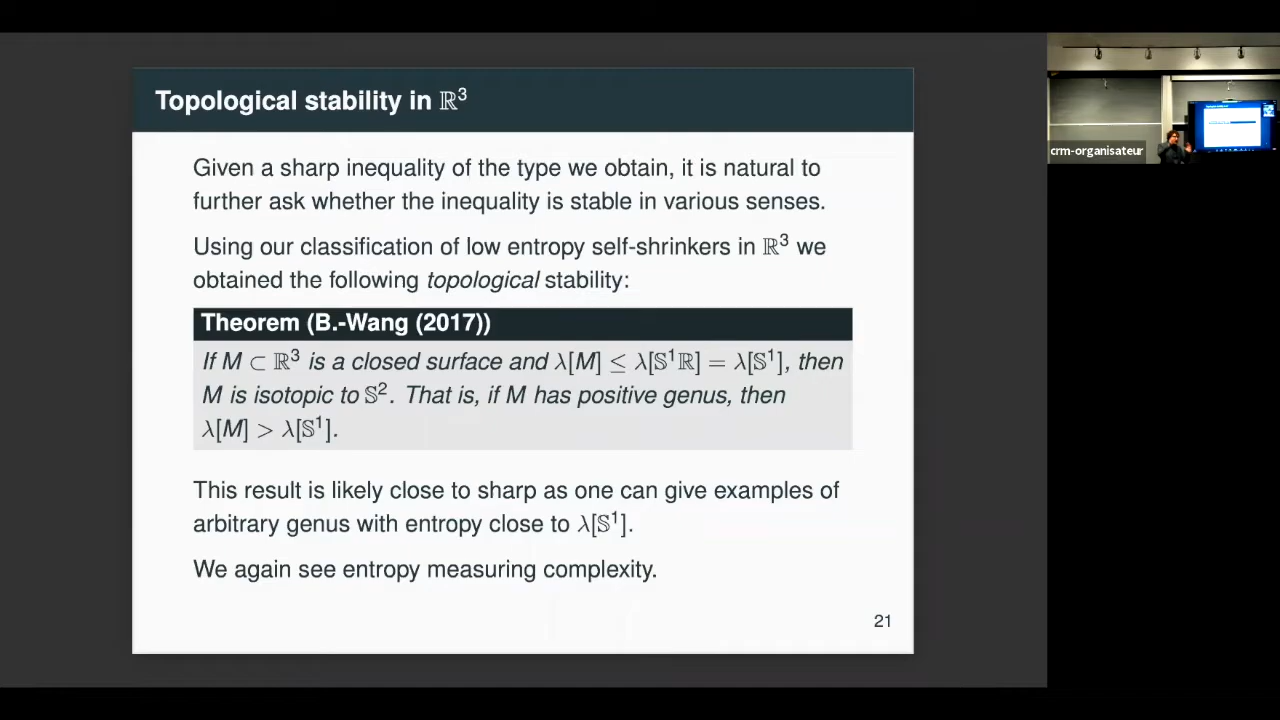 Topological stability in ℝ³
Given a sharp inequality of the type we obtain, it is natural to
further ask whether the inequality is stable in various senses.
Using our classification of low entropy self-shrinkers in ℝ³ we
obtained the following topological stability:
Theorem (B.-Wang (2017))
If M ⊂ ℝ³ is a closed surface and λ[M] ≤ λ[𝕊¹ℝ] = λ[𝕊¹], then
M is isotopic to 𝕊². That is, if M has positive genus, then
λ[M] > λ[𝕊¹].
This result is likely close to sharp as one can give examples of
arbitrary genus with entropy close to λ[𝕊¹].
We again see entropy measuring complexity.
21
crm-organisateur